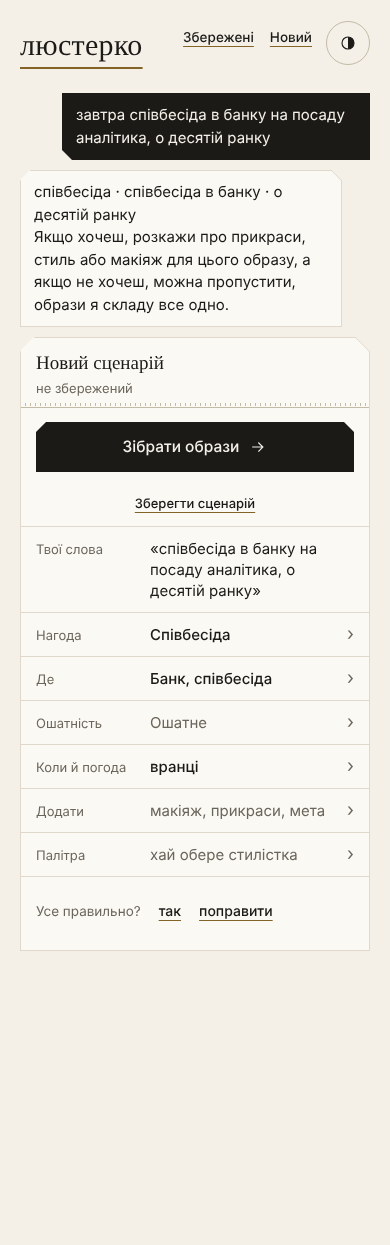 люстерко
Збережені Новий
завтра співбесіда в банку на посаду
аналітика, о десятій ранку
співбесіда · співбесіда в банку · о
десятій ранку
Якщо хочеш, розкажи про прикраси,
стиль або макіяж для цього образу, а
якщо не хочеш, можна пропустити,
образи я складу все одно.
Новий сценарій
не збережений
Зібрати образи →
Зберегти сценарій
Твої слова «співбесіда в банку на
посаду аналітика, о
десятій ранку»
Нагода Співбесіда
Де Банк, співбесіда
Ошатність Ошатне
Коли й погода вранці
Додати макіяж, прикраси, мета
Палітра хай обере стилістка
Усе правильно? так поправити